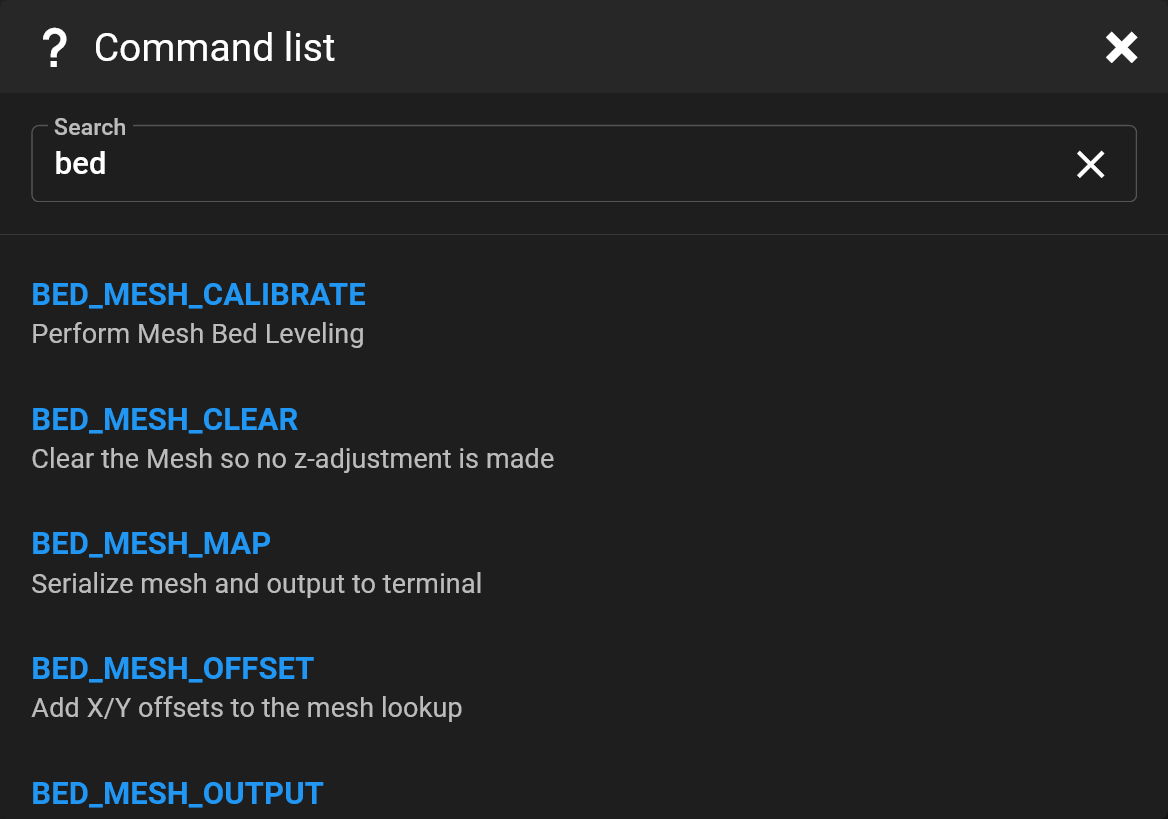 ? Command list
Search
bed
BED_MESH_CALIBRATE
Perform Mesh Bed Leveling
BED_MESH_CLEAR
Clear the Mesh so no z-adjustment is made
BED_MESH_MAP
Serialize mesh and output to terminal
BED_MESH_OFFSET
Add X/Y offsets to the mesh lookup
BED_MESH_OUTPUT